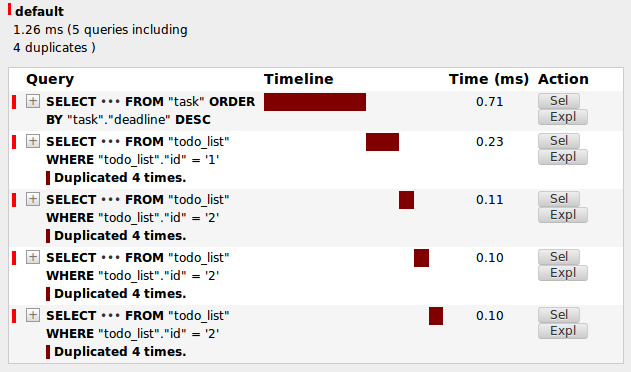 default
1.26 ms (5 queries including
4 duplicates )
Query Timeline Time (ms) Action
+ SELECT ••• FROM "task" ORDER 0.71 Sel
BY "task"."deadline" DESC Expl
+ SELECT ••• FROM "todo_list" 0.23 Sel
WHERE "todo_list"."id" = '1' Expl
Duplicated 4 times.
+ SELECT ••• FROM "todo_list" 0.11 Sel
WHERE "todo_list"."id" = '2' Expl
Duplicated 4 times.
+ SELECT ••• FROM "todo_list" 0.10 Sel
WHERE "todo_list"."id" = '2' Expl
Duplicated 4 times.
+ SELECT ••• FROM "todo_list" 0.10 Sel
WHERE "todo_list"."id" = '2' Expl
Duplicated 4 times.